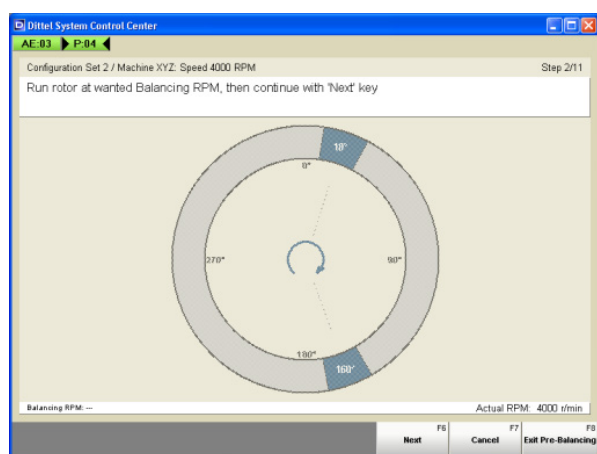 Dittel System Control Center
AE:03 P:04
Configuration Set 2 / Machine XYZ: Speed 4000 RPM Step 2/11
Run rotor at wanted Balancing RPM, then continue with 'Next' key
18°
0°
270° 90°
180°
160°
Balancing RPM: --- Actual RPM: 4000 r/min
F6 F7 F8
Next Cancel Exit Pre-Balancing